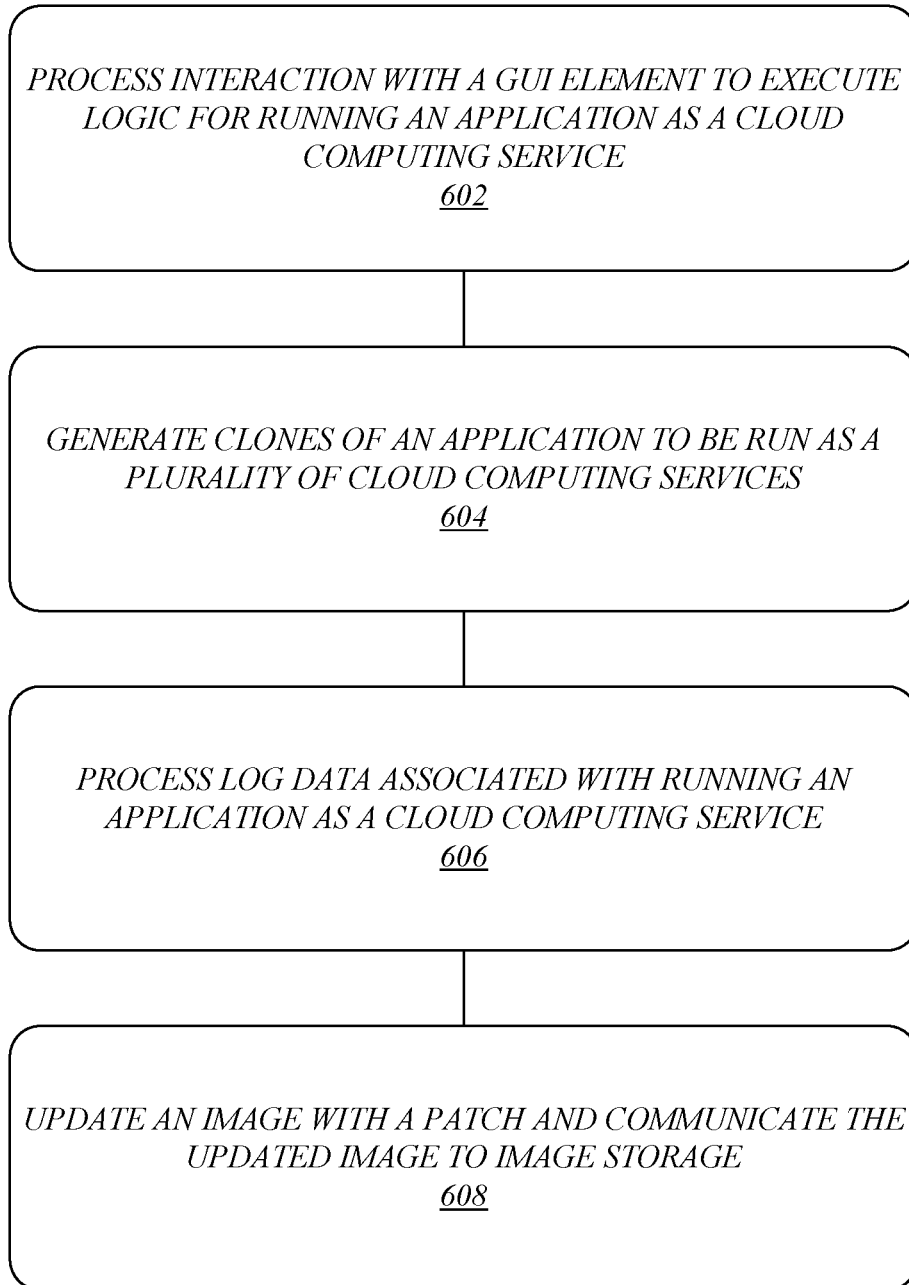 PROCESS INTERACTION WITH A GUI ELEMENT TO EXECUTE
LOGIC FOR RUNNING AN APPLICATION AS A CLOUD
COMPUTING SERVICE
602
GENERATE CLONES OF AN APPLICATION TO BE RUN AS A
PLURALITY OF CLOUD COMPUTING SERVICES
604
PROCESS LOG DATA ASSOCIATED WITH RUNNING AN
APPLICATION AS A CLOUD COMPUTING SERVICE
606
UPDATE AN IMAGE WITH A PATCH AND COMMUNICATE THE
UPDATED IMAGE TO IMAGE STORAGE
608